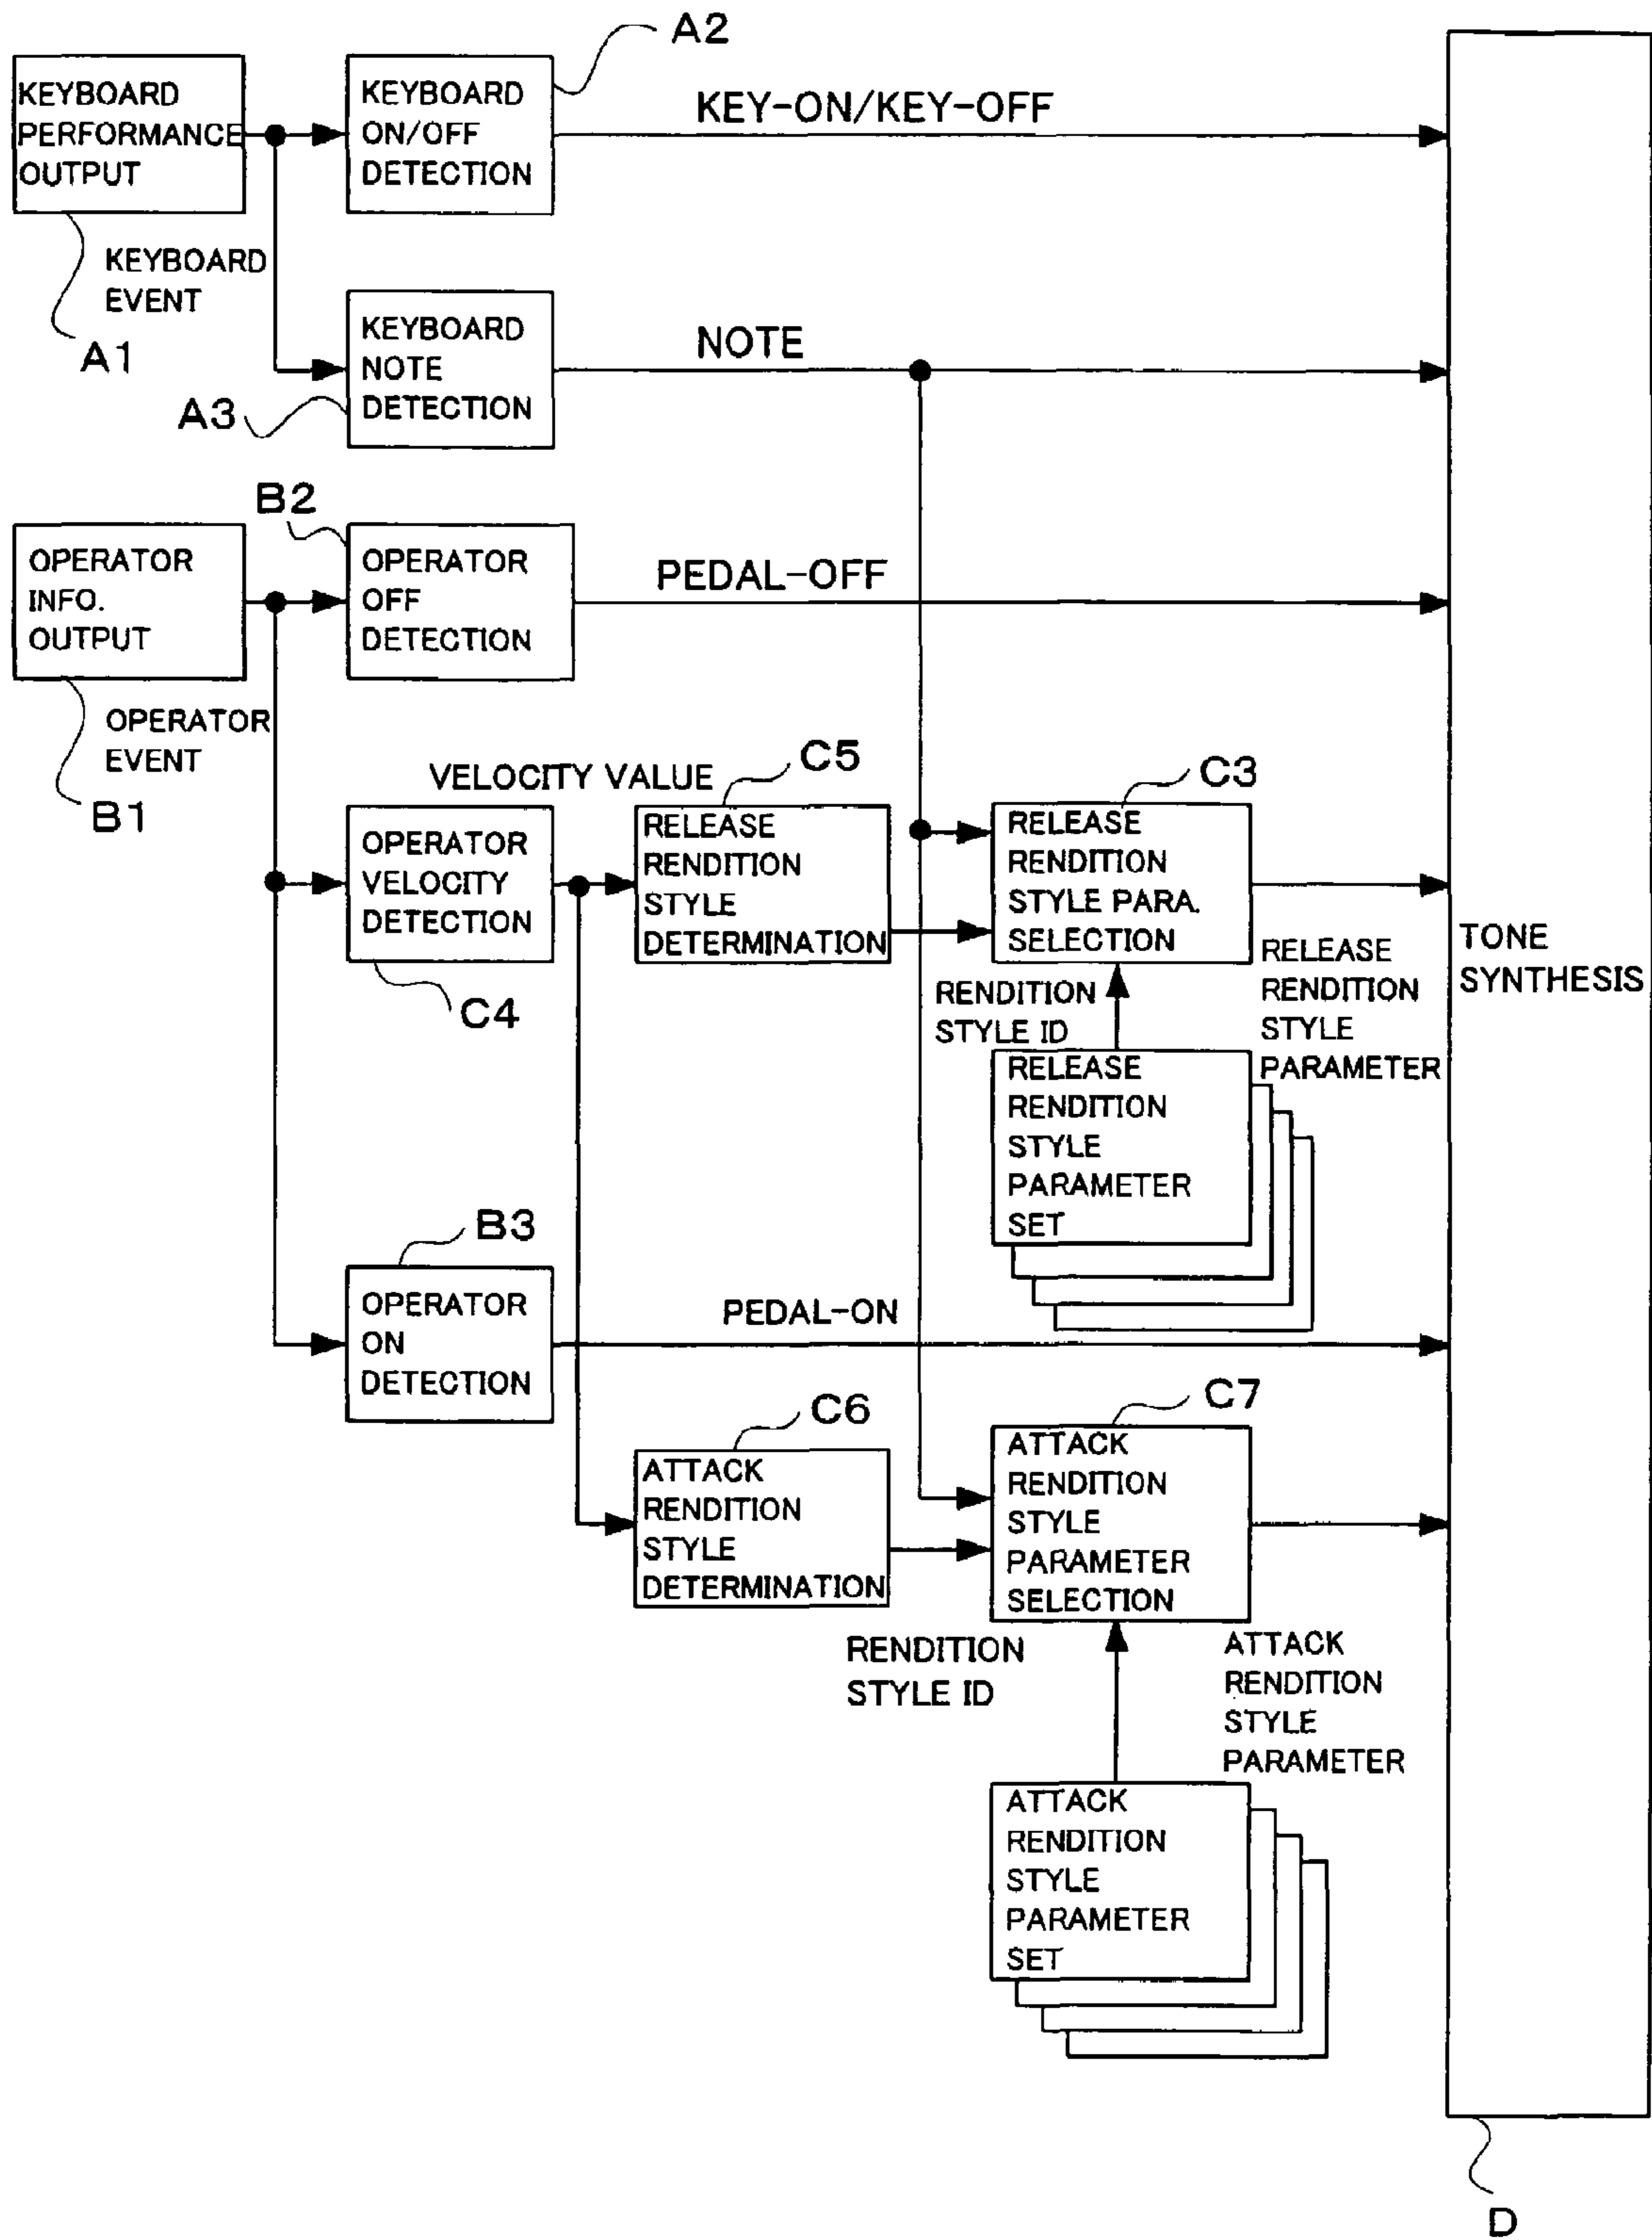 A2
KEYBOARD
PERFORMANCE
OUTPUT
KEYBOARD
ON/OFF
DETECTION
KEY-ON/KEY-OFF
KEYBOARD
EVENT
A1
KEYBOARD
NOTE
DETECTION
NOTE
A3
B2
OPERATOR
INFO.
OUTPUT
OPERATOR
OFF
DETECTION
PEDAL-OFF
OPERATOR
EVENT
B1
VELOCITY VALUE
C5
C3
OPERATOR
VELOCITY
DETECTION
C4
RELEASE
RENDITION
STYLE
DETERMINATION
RELEASE
RENDITION
STYLE PARA.
SELECTION
RENDITION
STYLE ID
RELEASE
RENDITION
STYLE
PARAMETER
TONE
SYNTHESIS
RELEASE
RENDITION
STYLE
PARAMETER
SET
B3
OPERATOR
ON
DETECTION
PEDAL-ON
C6
C7
ATTACK
RENDITION
STYLE
DETERMINATION
ATTACK
RENDITION
STYLE
PARAMETER
SELECTION
RENDITION
STYLE ID
ATTACK
RENDITION
STYLE
PARAMETER
ATTACK
RENDITION
STYLE
PARAMETER
SET
D